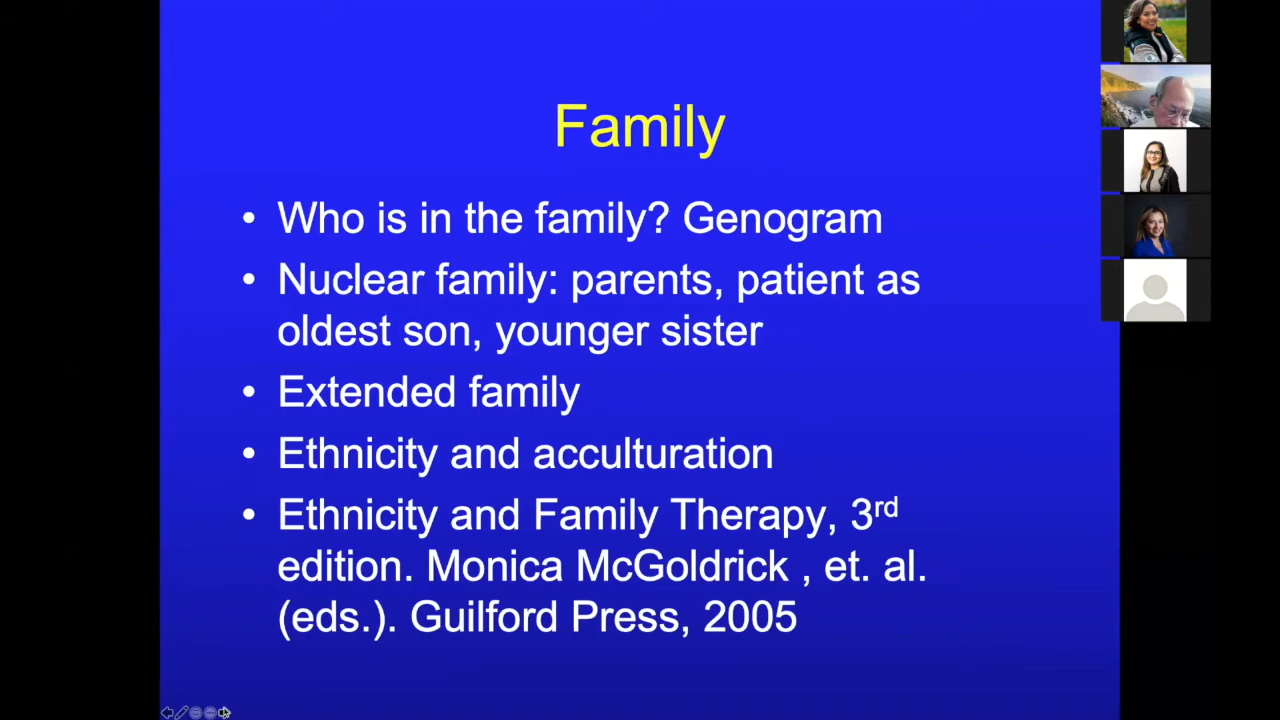 Family
• Who is in the family? Genogram
• Nuclear family: parents, patient as
oldest son, younger sister
• Extended family
• Ethnicity and acculturation
• Ethnicity and Family Therapy, 3rd
edition. Monica McGoldrick , et. al.
(eds.). Guilford Press, 2005